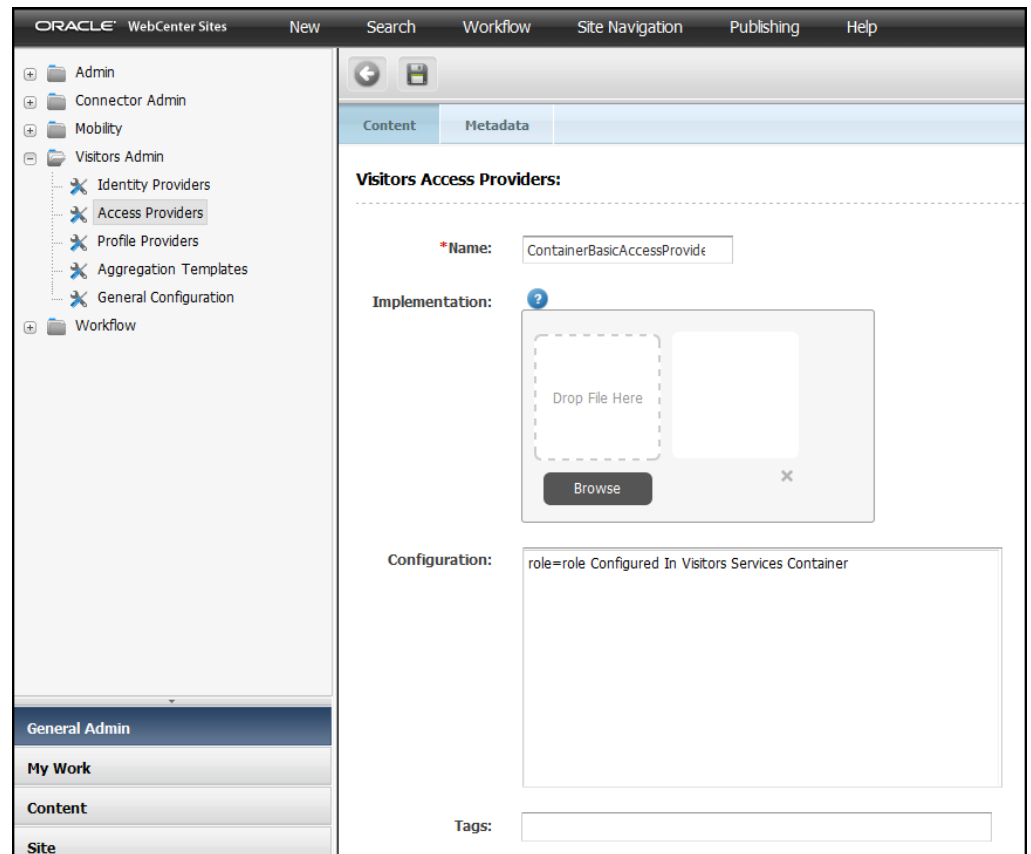 ORACLE WebCenter Sites New Search Workflow Site Navigation Publishing Help
Admin
Connector Admin
Mobility
Visitors Admin
Identity Providers
Access Providers
Profile Providers
Aggregation Templates
General Configuration
Workflow
General Admin
My Work
Content
Site
Content Metadata
Visitors Access Providers:
*Name: ContainerBasicAccessProvide
Implementation: ?
Drop File Here
Browse
Configuration: role=role Configured In Visitors Services Container
Tags: